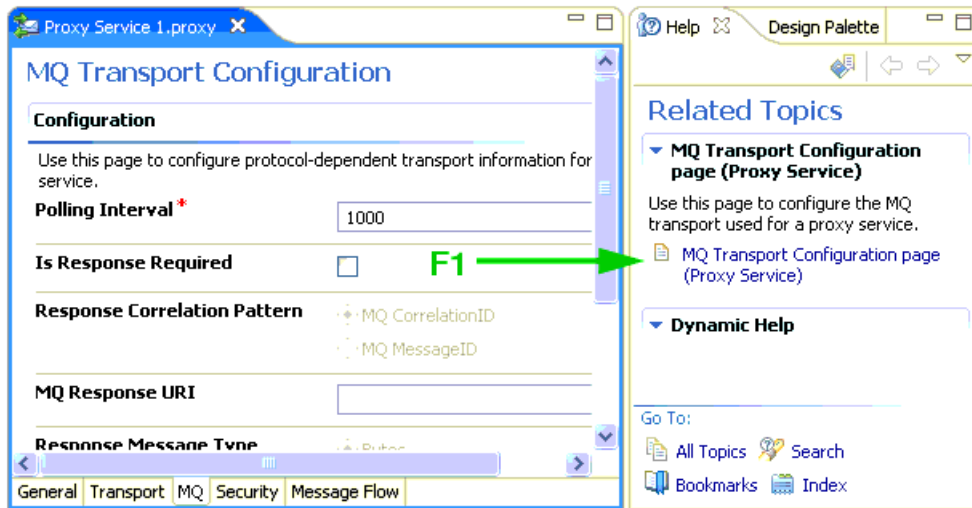 Proxy Service 1.proxy
MQ Transport Configuration
Configuration
Use this page to configure protocol-dependent transport information for
service.
Polling Interval *
1000
Is Response Required
F1
Response Correlation Pattern
MQ CorrelationID
MQ MessageID
MQ Response URI
Response Message Type
Bytes
General Transport MQ Security Message Flow
Help Design Palette
Related Topics
MQ Transport Configuration
page (Proxy Service)
Use this page to configure the MQ
transport used for a proxy service.
MQ Transport Configuration page
(Proxy Service)
Dynamic Help
Go To:
All Topics Search
Bookmarks Index